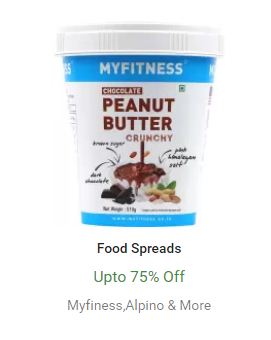 MYFITNESS
CHOCOLATE
PEANUT
BUTTER
CRUNCHY
brown sugar
pink
himalayan
salt
dark
chocolate
Food Spreads
Upto 75% Off
Myfiness,Alpino & More